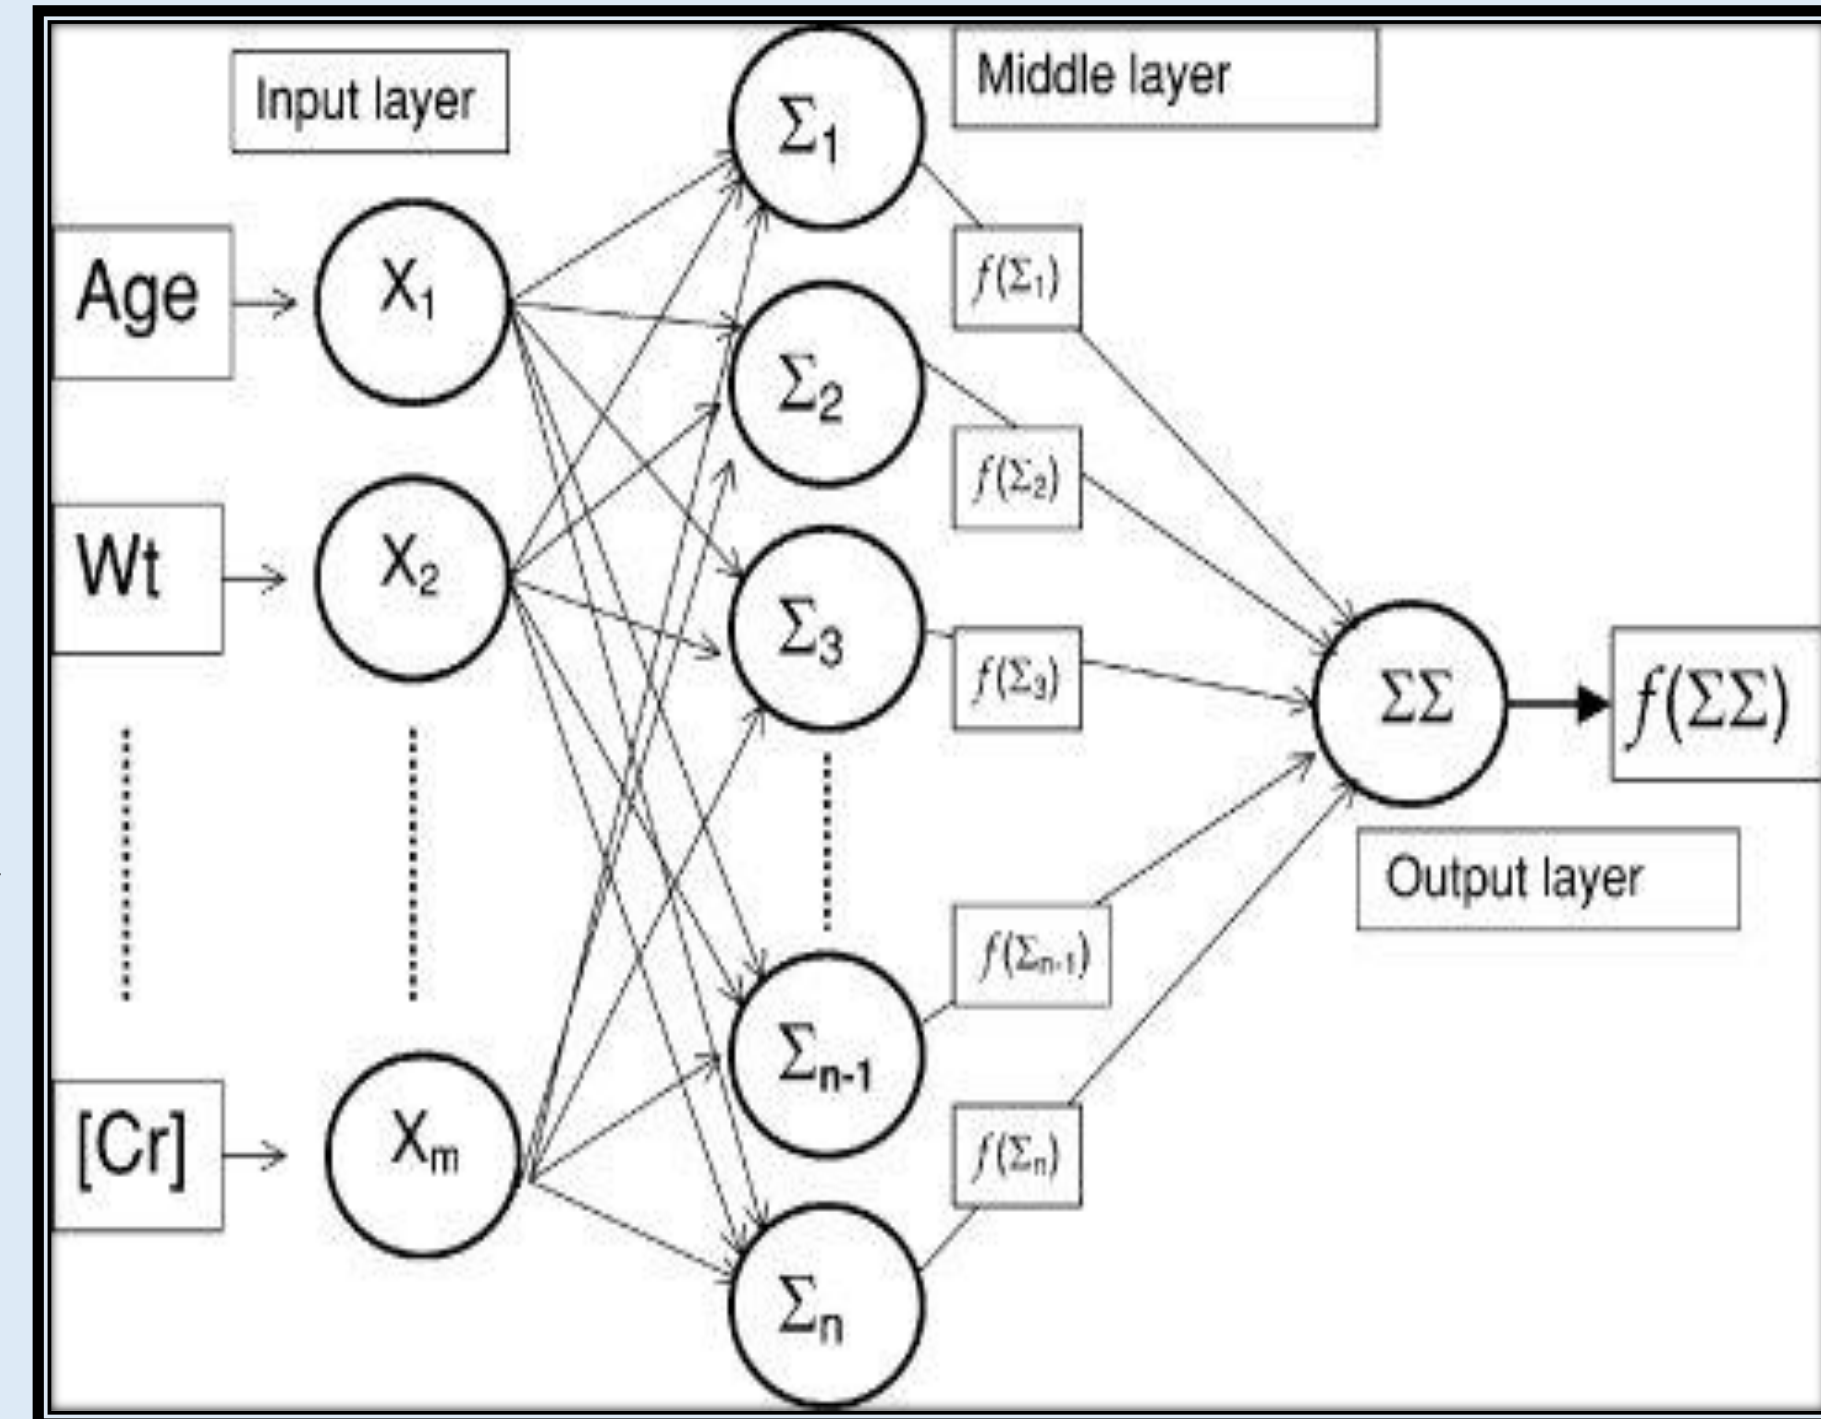 Input layer
Middle layer
Age
X₁
Σ₁
f(Σ₁)
Wt
X₂
Σ₂
f(Σ₂)
Σ₃
f(Σ₃)
ΣΣ
f(ΣΣ)
Output layer
[Cr]
Xₘ
Σn-1
f(Σn-1)
Σn
f(Σn)